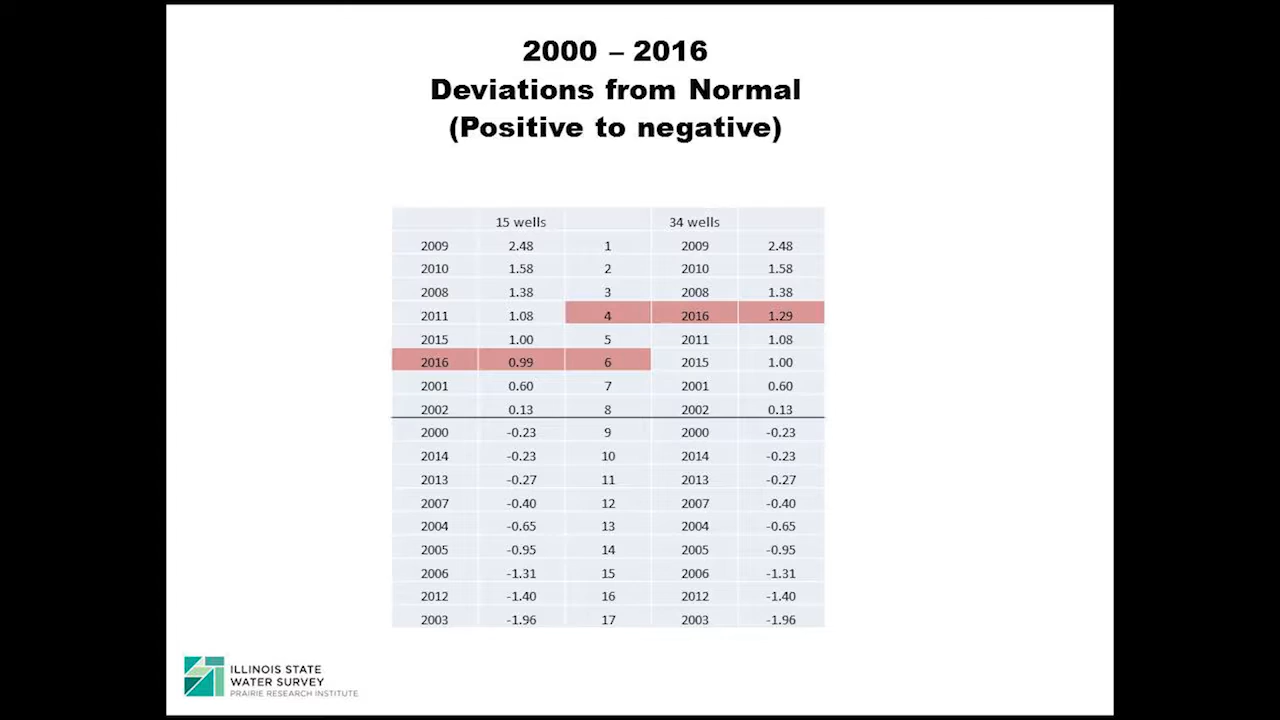 2000 – 2016
Deviations from Normal
(Positive to negative)
15 wells 34 wells
2009 2.48 1 2009 2.48
2010 1.58 2 2010 1.58
2008 1.38 3 2008 1.38
2011 1.08 4 2016 1.29
2015 1.00 5 2011 1.08
2016 0.99 6 2015 1.00
2001 0.60 7 2001 0.60
2002 0.13 8 2002 0.13
2000 -0.23 9 2000 -0.23
2014 -0.23 10 2014 -0.23
2013 -0.27 11 2013 -0.27
2007 -0.40 12 2007 -0.40
2004 -0.65 13 2004 -0.65
2005 -0.95 14 2005 -0.95
2006 -1.31 15 2006 -1.31
2012 -1.40 16 2012 -1.40
2003 -1.96 17 2003 -1.96
ILLINOIS STATE
WATER SURVEY
PRAIRIE RESEARCH INSTITUTE